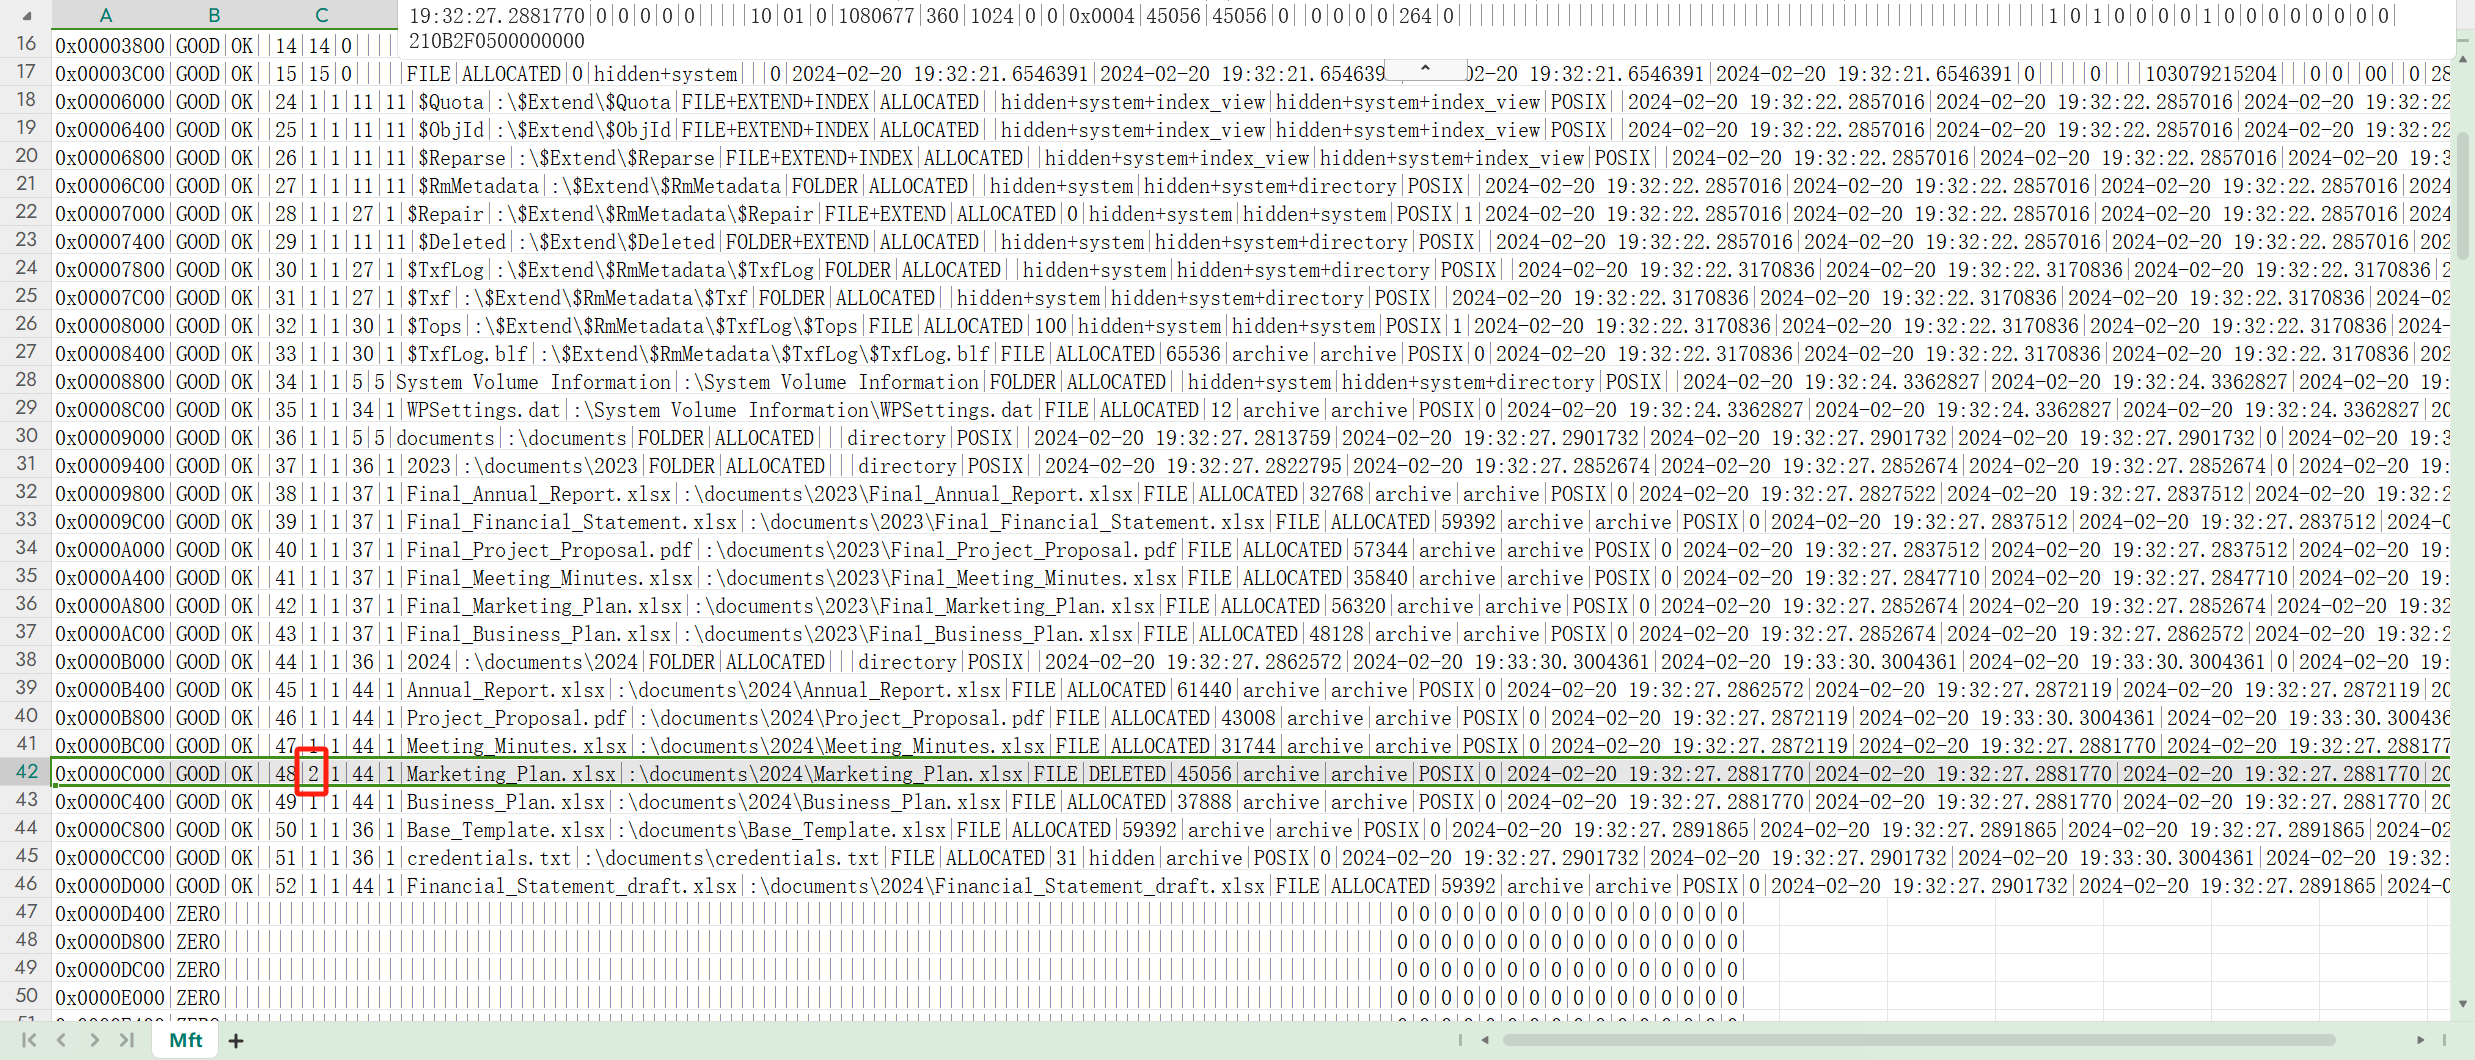 A B C
19:32:27.2881770|0|0|0|0|0| | |10|01|0|1080677|360|1024|0|0|0x0004|45056|45056|0| |0|0|0|0|264|0| 1|0|1|0|0|0|0|1|0|0|0|0|0|0|0|0|
210B2F0500000000
16 0x00003800|GOOD|OK| |14|14|0| | |
17 0x00003C00|GOOD|OK| |15|15|0| | | | FILE|ALLOCATED|0|hidden+system| |0|2024-02-20 19:32:21.6546391|2024-02-20 19:32:21.654639 02-20 19:32:21.6546391|2024-02-20 19:32:21.6546391|0| | | |0| | |103079215204| |0|0| |00| |0|28
18 0x00006000|GOOD|OK| |24|1|1|11|11|$Quota|:\$Extend\$Quota|FILE+EXTEND+INDEX|ALLOCATED| |hidden+system+index_view|hidden+system+index_view|POSIX| |2024-02-20 19:32:22.2857016|2024-02-20 19:32:22.2857016|2024-02-20 19:32:22.2857016|2024-02-20 19:32:22
19 0x00006400|GOOD|OK| |25|1|1|11|11|$ObjId|:\$Extend\$ObjId|FILE+EXTEND+INDEX|ALLOCATED| |hidden+system+index_view|hidden+system+index_view|POSIX| |2024-02-20 19:32:22.2857016|2024-02-20 19:32:22.2857016|2024-02-20 19:32:22.2857016|2024-02-20 19:32:22
20 0x00006800|GOOD|OK| |26|1|1|11|11|$Reparse|:\$Extend\$Reparse|FILE+EXTEND+INDEX|ALLOCATED| |hidden+system+index_view|hidden+system+index_view|POSIX| |2024-02-20 19:32:22.2857016|2024-02-20 19:32:22.2857016|2024-02-20 19:32:22.2857016|2024-02-20 19:3
21 0x00006C00|GOOD|OK| |27|1|1|11|11|$RmMetadata|:\$Extend\$RmMetadata|FOLDER|ALLOCATED| |hidden+system|hidden+system+directory|POSIX| |2024-02-20 19:32:22.2857016|2024-02-20 19:32:22.2857016|2024-02-20 19:32:22.2857016|2024
22 0x00007000|GOOD|OK| |28|1|1|27|1|$Repair|:\$Extend\$RmMetadata\$Repair|FILE+EXTEND|ALLOCATED|0|hidden+system|hidden+system|POSIX|1|2024-02-20 19:32:22.2857016|2024-02-20 19:32:22.2857016|2024-02-20 19:32:22.2857016|2024
23 0x00007400|GOOD|OK| |29|1|1|11|11|$Deleted|:\$Extend\$Deleted|FOLDER+EXTEND|ALLOCATED| |hidden+system|hidden+system+directory|POSIX| |2024-02-20 19:32:22.2857016|2024-02-20 19:32:22.2857016|2024-02-20 19:32:22.2857016|202
24 0x00007800|GOOD|OK| |30|1|1|27|1|$TxfLog|:\$Extend\$RmMetadata\$TxfLog|FOLDER|ALLOCATED| |hidden+system|hidden+system+directory|POSIX| |2024-02-20 19:32:22.3170836|2024-02-20 19:32:22.3170836|2024-02-20 19:32:22.3170836|2
25 0x00007C00|GOOD|OK| |31|1|1|27|1|$Txf|:\$Extend\$RmMetadata\$Txf|FOLDER|ALLOCATED| |hidden+system|hidden+system+directory|POSIX| |2024-02-20 19:32:22.3170836|2024-02-20 19:32:22.3170836|2024-02-20 19:32:22.3170836|2024-02
26 0x00008000|GOOD|OK| |32|1|1|30|1|$Tops|:\$Extend\$RmMetadata\$TxfLog\$Tops|FILE|ALLOCATED|100|hidden+system|hidden+system|POSIX|1|2024-02-20 19:32:22.3170836|2024-02-20 19:32:22.3170836|2024-02-20 19:32:22.3170836|2024-
27 0x00008400|GOOD|OK| |33|1|1|30|1|$TxfLog.blf|:\$Extend\$RmMetadata\$TxfLog\$TxfLog.blf|FILE|ALLOCATED|65536|archive|archive|POSIX|0|2024-02-20 19:32:22.3170836|2024-02-20 19:32:22.3170836|2024-02-20 19:32:22.3170836|202
28 0x00008800|GOOD|OK| |34|1|1|5|5|System Volume Information|:\System Volume Information|FOLDER|ALLOCATED| |hidden+system|hidden+system+directory|POSIX| |2024-02-20 19:32:24.3362827|2024-02-20 19:32:24.3362827|2024-02-20
29 0x00008C00|GOOD|OK| |35|1|1|34|1|WPSettings.dat|:\System Volume Information\WPSettings.dat|FILE|ALLOCATED|12|archive|archive|POSIX|0|2024-02-20 19:32:24.3362827|2024-02-20 19:32:24.3362827|2024-02-20 19:32:24.3362827|20
30 0x00009000|GOOD|OK| |36|1|1|5|5|documents|:\documents|FOLDER|ALLOCATED| | |directory|POSIX| |2024-02-20 19:32:27.2813759|2024-02-20 19:32:27.2901732|2024-02-20 19:32:27.2901732|2024-02-20 19:32:27.2901732|0|2024-02-20 19:3
31 0x00009400|GOOD|OK| |37|1|1|36|1|2023|:\documents\2023|FOLDER|ALLOCATED| | |directory|POSIX| |2024-02-20 19:32:27.2822795|2024-02-20 19:32:27.2852674|2024-02-20 19:32:27.2852674|2024-02-20 19:32:27.2852674|0|2024-02-20 19:
32 0x00009800|GOOD|OK| |38|1|1|37|1|Final_Annual_Report.xlsx|:\documents\2023\Final_Annual_Report.xlsx|FILE|ALLOCATED|32768|archive|archive|POSIX|0|2024-02-20 19:32:27.2827522|2024-02-20 19:32:27.2837512|2024-02-20 19:32:2
33 0x00009C00|GOOD|OK| |39|1|1|37|1|Final_Financial_Statement.xlsx|:\documents\2023\Final_Financial_Statement.xlsx|FILE|ALLOCATED|59392|archive|archive|POSIX|0|2024-02-20 19:32:27.2837512|2024-02-20 19:32:27.2837512|2024-0
34 0x0000A000|GOOD|OK| |40|1|1|37|1|Final_Project_Proposal.pdf|:\documents\2023\Final_Project_Proposal.pdf|FILE|ALLOCATED|57344|archive|archive|POSIX|0|2024-02-20 19:32:27.2837512|2024-02-20 19:32:27.2837512|2024-02-20 19:
35 0x0000A400|GOOD|OK| |41|1|1|37|1|Final_Meeting_Minutes.xlsx|:\documents\2023\Final_Meeting_Minutes.xlsx|FILE|ALLOCATED|35840|archive|archive|POSIX|0|2024-02-20 19:32:27.2847710|2024-02-20 19:32:27.2847710|2024-02-20 19:
36 0x0000A800|GOOD|OK| |42|1|1|37|1|Final_Marketing_Plan.xlsx|:\documents\2023\Final_Marketing_Plan.xlsx|FILE|ALLOCATED|56320|archive|archive|POSIX|0|2024-02-20 19:32:27.2852674|2024-02-20 19:32:27.2852674|2024-02-20 19:32
37 0x0000AC00|GOOD|OK| |43|1|1|37|1|Final_Business_Plan.xlsx|:\documents\2023\Final_Business_Plan.xlsx|FILE|ALLOCATED|48128|archive|archive|POSIX|0|2024-02-20 19:32:27.2852674|2024-02-20 19:32:27.2862572|2024-02-20 19:32:2
38 0x0000B000|GOOD|OK| |44|1|1|36|1|2024|:\documents\2024|FOLDER|ALLOCATED| | |directory|POSIX| |2024-02-20 19:32:27.2862572|2024-02-20 19:33:30.3004361|2024-02-20 19:33:30.3004361|2024-02-20 19:33:30.3004361|0|2024-02-20 19:
39 0x0000B400|GOOD|OK| |45|1|1|44|1|Annual_Report.xlsx|:\documents\2024\Annual_Report.xlsx|FILE|ALLOCATED|61440|archive|archive|POSIX|0|2024-02-20 19:32:27.2862572|2024-02-20 19:32:27.2872119|2024-02-20 19:32:27.2872119|20
40 0x0000B800|GOOD|OK| |46|1|1|44|1|Project_Proposal.pdf|:\documents\2024\Project_Proposal.pdf|FILE|ALLOCATED|43008|archive|archive|POSIX|0|2024-02-20 19:32:27.2872119|2024-02-20 19:33:30.3004361|2024-02-20 19:33:30.300436
41 0x0000BC00|GOOD|OK| |47|1|1|44|1|Meeting_Minutes.xlsx|:\documents\2024\Meeting_Minutes.xlsx|FILE|ALLOCATED|31744|archive|archive|POSIX|0|2024-02-20 19:32:27.2872119|2024-02-20 19:32:27.2881770|2024-02-20 19:32:27.288177
42 0x0000C000|GOOD|OK| |48|2|1|44|1|Marketing_Plan.xlsx|:\documents\2024\Marketing_Plan.xlsx|FILE|DELETED|45056|archive|archive|POSIX|0|2024-02-20 19:32:27.2881770|2024-02-20 19:32:27.2881770|2024-02-20 19:32:27.2881770|20
43 0x0000C400|GOOD|OK| |49|1|1|44|1|Business_Plan.xlsx|:\documents\2024\Business_Plan.xlsx|FILE|ALLOCATED|37888|archive|archive|POSIX|0|2024-02-20 19:32:27.2881770|2024-02-20 19:32:27.2881770|2024-02-20 19:32:27.2881770|20
44 0x0000C800|GOOD|OK| |50|1|1|36|1|Base_Template.xlsx|:\documents\Base_Template.xlsx|FILE|ALLOCATED|59392|archive|archive|POSIX|0|2024-02-20 19:32:27.2891865|2024-02-20 19:32:27.2891865|2024-02-20 19:32:27.2891865|2024-02
45 0x0000CC00|GOOD|OK| |51|1|1|36|1|credentials.txt|:\documents\credentials.txt|FILE|ALLOCATED|31|hidden|archive|POSIX|0|2024-02-20 19:32:27.2901732|2024-02-20 19:32:27.2901732|2024-02-20 19:33:30.3004361|2024-02-20 19:32:
46 0x0000D000|GOOD|OK| |52|1|1|44|1|Financial_Statement_draft.xlsx|:\documents\2024\Financial_Statement_draft.xlsx|FILE|ALLOCATED|59392|archive|archive|POSIX|0|2024-02-20 19:32:27.2901732|2024-02-20 19:32:27.2891865|2024-0
47 0x0000D400|ZERO| |0|0|0|0|0|0|0|0|0|0|0|0|0|0|0|0|
48 0x0000D800|ZERO| |0|0|0|0|0|0|0|0|0|0|0|0|0|0|0|0|
49 0x0000DC00|ZERO| |0|0|0|0|0|0|0|0|0|0|0|0|0|0|0|0|
50 0x0000E000|ZERO| |0|0|0|0|0|0|0|0|0|0|0|0|0|0|0|0|
Mft +